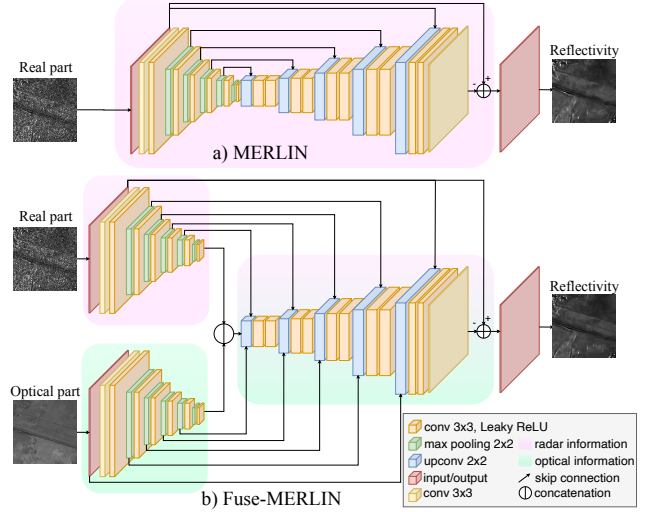 Real part
Reflectivity
-
+
a) MERLIN
Real part
Reflectivity
-
+
Optical part
conv 3x3, Leaky ReLU
max pooling 2x2
radar information
upconv 2x2
optical information
input/output
skip connection
conv 3x3
concatenation
b) Fuse-MERLIN